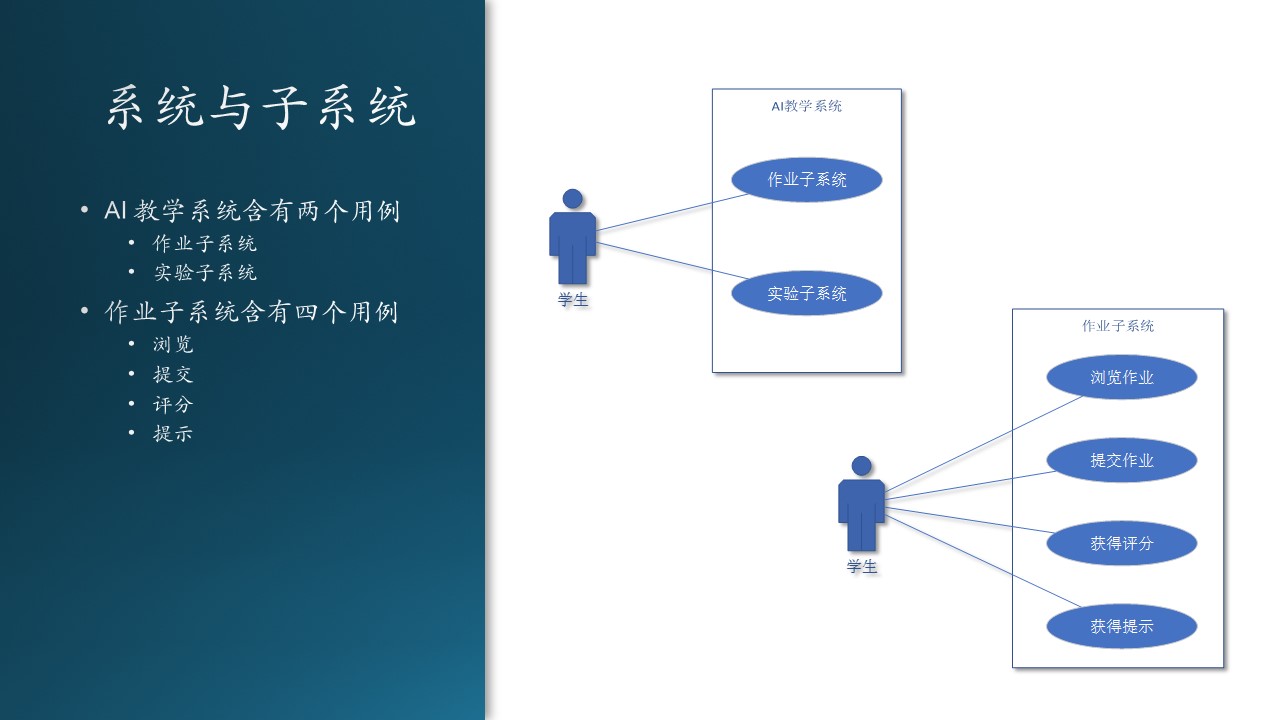 系统与子系统
• AI 教学系统含有两个用例
• 作业子系统
• 实验子系统
• 作业子系统含有四个用例
• 浏览
• 提交
• 评分
• 提示
AI教学系统
作业子系统
实验子系统
学生
作业子系统
浏览作业
提交作业
获得评分
获得提示
学生